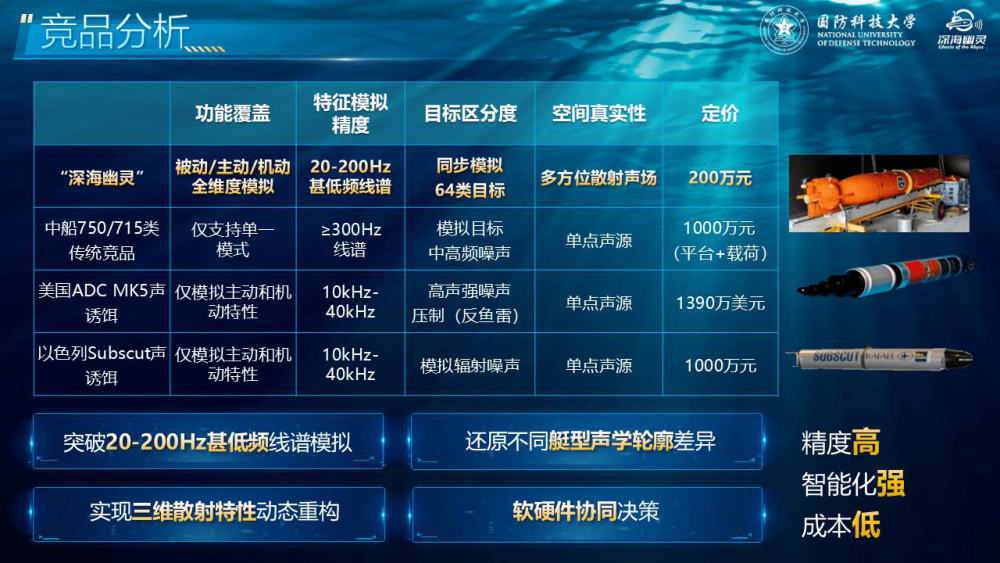 竞品分析
国防科技大学
NATIONAL UNIVERSITY
OF DEFENSE TECHNOLOGY
深海幽灵
Ghosts of the Abyss
功能覆盖
特征模拟
精度
目标区分度
空间真实性
定价
“深海幽灵”
被动/主动/机动
全维度模拟
20-200Hz
甚低频线谱
同步模拟
64类目标
多方位散射声场
200万元
中船750/715类
传统竞品
仅支持单一
模式
≥300Hz
线谱
模拟目标
中高频噪声
单点声源
1000万元
（平台+载荷）
美国ADC MK5声
诱饵
仅模拟主动和机
动特性
10kHz-
40kHz
高声强噪声
压制（反鱼雷）
单点声源
1390万美元
以色列Subscut声
诱饵
仅模拟主动和机
动特性
10kHz-
40kHz
模拟辐射噪声
单点声源
1000万元
SUBSCUT RAFAEL
突破20-200Hz甚低频线谱模拟
还原不同艇型声学轮廓差异
实现三维散射特性动态重构
软硬件协同决策
精度高
智能化强
成本低